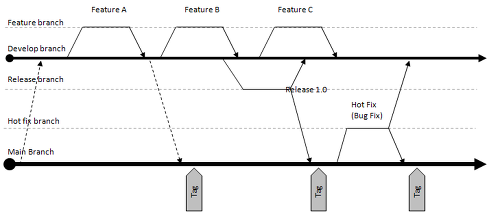 Feature A
Feature B
Feature C
Feature branch
Develop branch
Release branch
Release 1.0
Hot Fix
(Bug Fix)
Hot fix branch
Main Branch
Tag
Tag
Tag